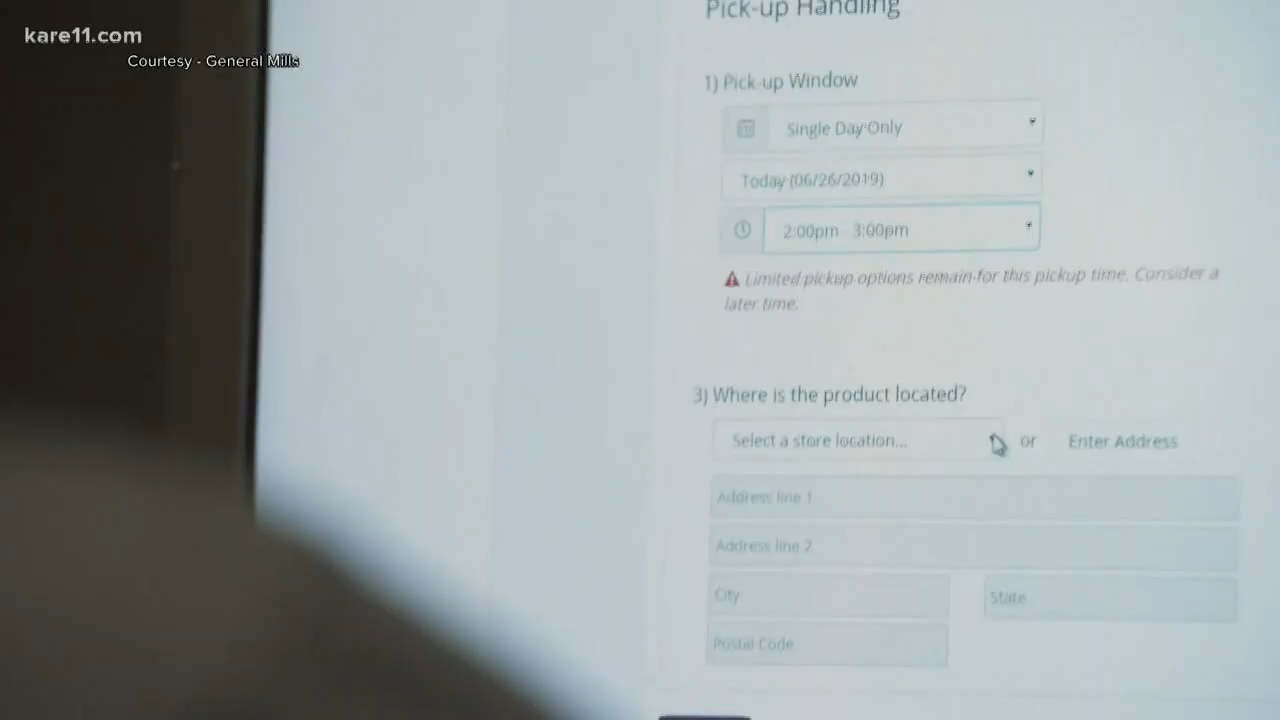 kare11.com
Courtesy - General Mills
Pick-up Handling
1) Pick-up Window
Single Day Only
Today (06/26/2019)
2:00pm - 3:00pm
Limited pickup options remain for this pickup time. Consider a
later time.
3) Where is the product located?
Select a store location... or Enter Address
Address line 1
Address line 2
City State
Postal Code